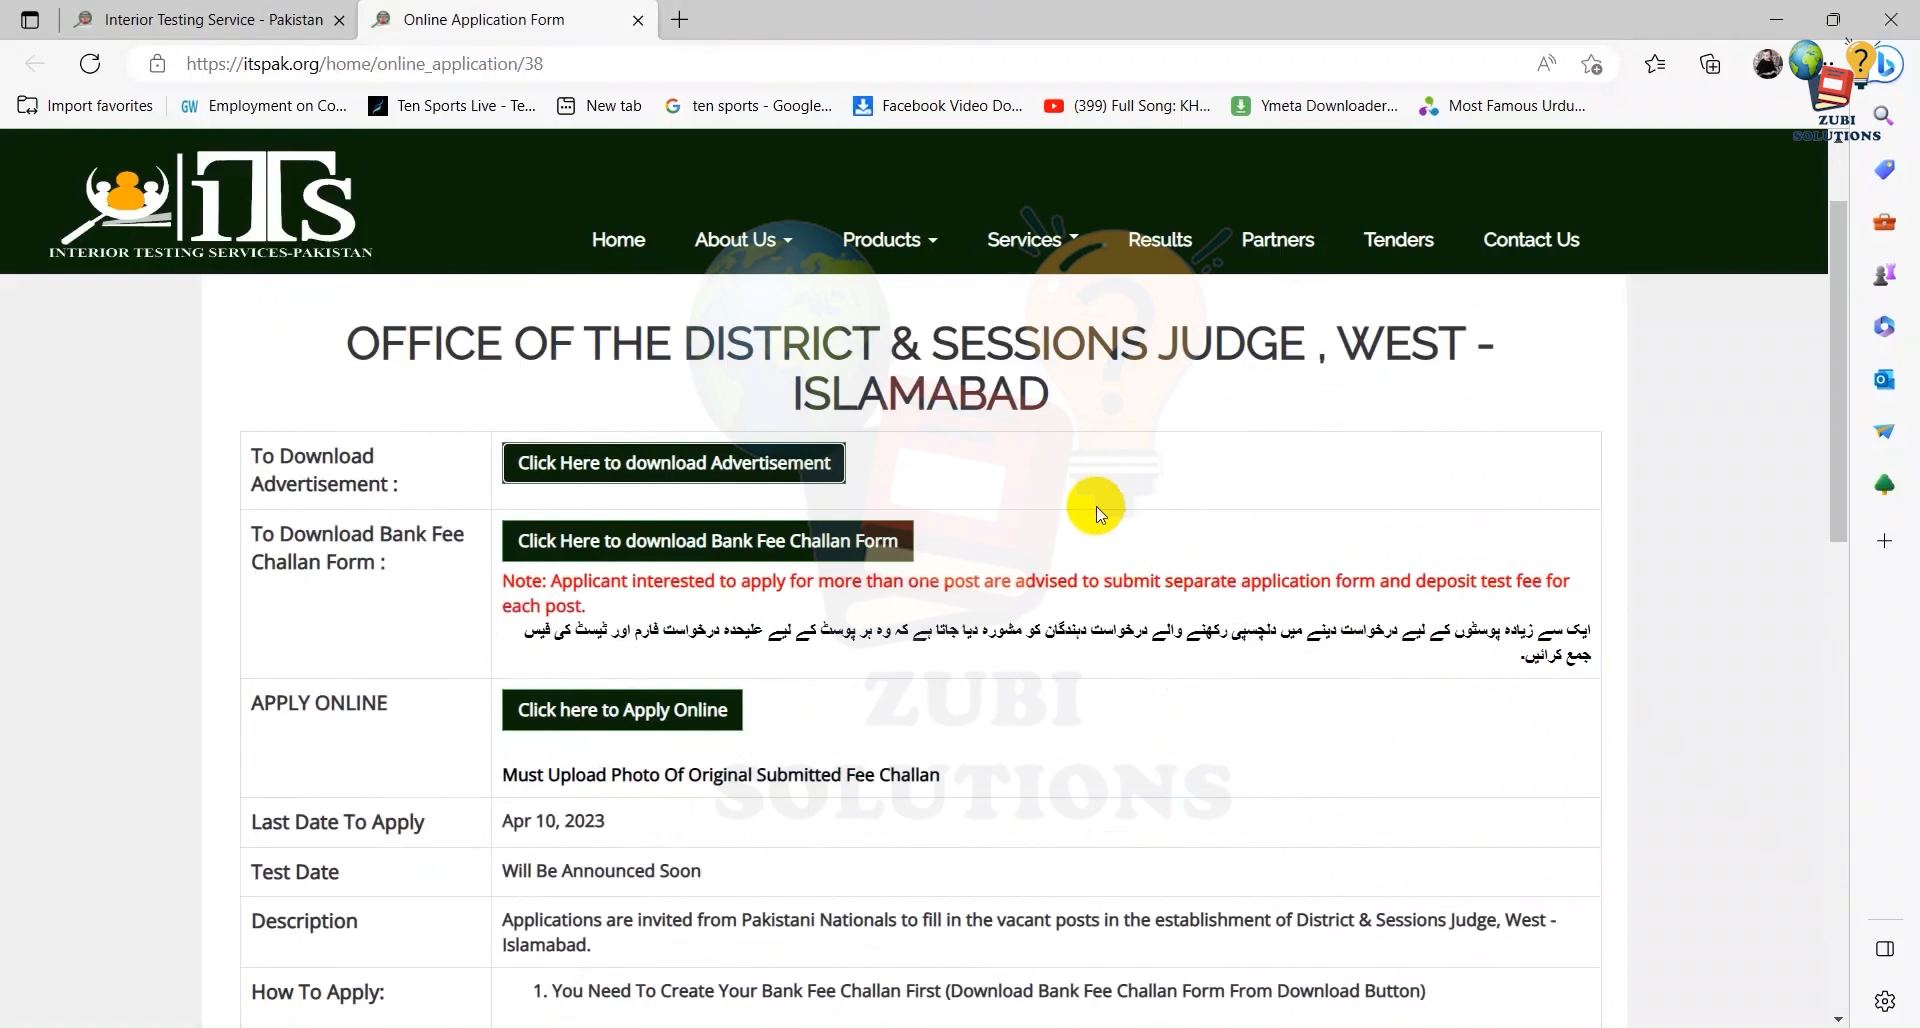 Interior Testing Service - Pakistan
Online Application Form
https://itspak.org/home/online_application/38
Import favorites
GW Employment on Co...
Ten Sports Live - Te...
New tab
ten sports - Google...
Facebook Video Do...
(399) Full Song: KH...
Ymeta Downloader...
Most Famous Urdu...
ZUBI
SOLUTIONS
iTs
INTERIOR TESTING SERVICES-PAKISTAN
Home
About Us
Products
Services
Results
Partners
Tenders
Contact Us
OFFICE OF THE DISTRICT & SESSIONS JUDGE , WEST -
ISLAMABAD
To Download
Advertisement :
Click Here to download Advertisement
To Download Bank Fee
Challan Form :
Click Here to download Bank Fee Challan Form
Note: Applicant interested to apply for more than one post are advised to submit separate application form and deposit test fee for
each post.
ایک سے زیادہ پوسٹوں کے لیے درخواست دینے میں دلچسپی رکھنے والے درخواست دہندگان کو مشورہ دیا جاتا ہے کہ وہ ہر پوسٹ کے لیے علیحدہ درخواست فارم اور ٹیسٹ کی فیس
جمع کرائیں۔
APPLY ONLINE
Click here to Apply Online
Must Upload Photo Of Original Submitted Fee Challan
ZUBI
SOLUTIONS
Last Date To Apply
Apr 10, 2023
Test Date
Will Be Announced Soon
Description
Applications are invited from Pakistani Nationals to fill in the vacant posts in the establishment of District & Sessions Judge, West -
Islamabad.
How To Apply:
1. You Need To Create Your Bank Fee Challan First (Download Bank Fee Challan Form From Download Button)